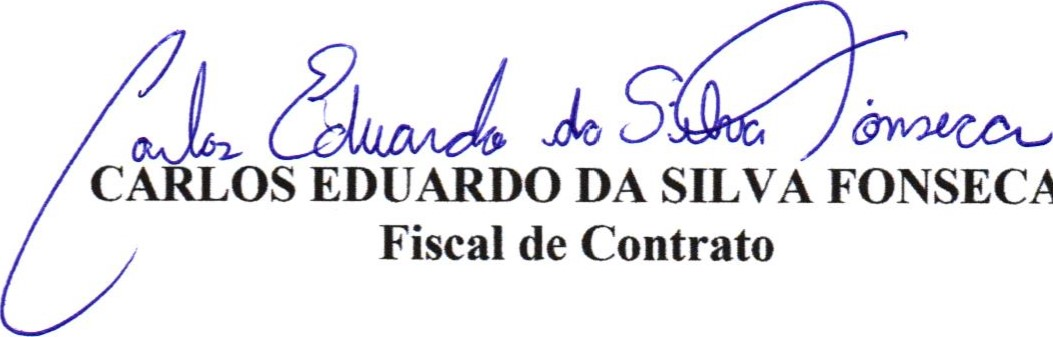 Carlos Eduardo da Silva Fonseca
CARLOS EDUARDO DA SILVA FONSECA
Fiscal de Contrato